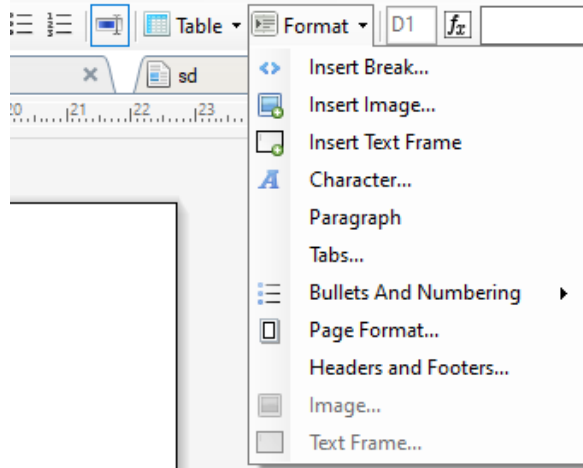 Table Format D1 fx
sd
20 21 22 23
Insert Break...
Insert Image...
Insert Text Frame
Character...
Paragraph
Tabs...
Bullets And Numbering
Page Format...
Headers and Footers...
Image...
Text Frame...